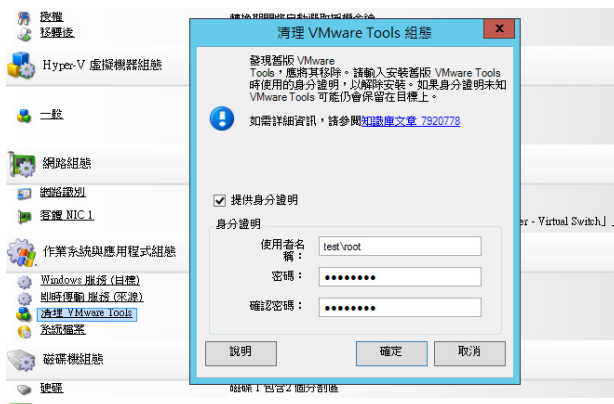 授權
移轉後
Hyper-V 虛擬機器組態
一般
網路組態
網路識別
客體 NIC 1
er - Virtual Switch」
作業系統與應用程式組態
Windows 服務 (目標)
即時傳輸 服務 (來源)
清理 VMware Tools
系統檔案
磁碟機組態
硬碟
磁碟 1 包含2 個分割區
清理 VMware Tools 組態
x
發現舊版 VMware
Tools，應將其移除。請輸入安裝舊版 VMware Tools
時使用的身分證明，以解除安裝。如果身分證明未知
VMware Tools 可能仍會保留在目標上。
如需詳細資訊，請參閱知識庫文章 7920778
提供身分證明
身分證明
使用者名
稱：
test\root
密碼：
●●●●●●●●
確認密碼：
●●●●●●●●
說明
確定
取消